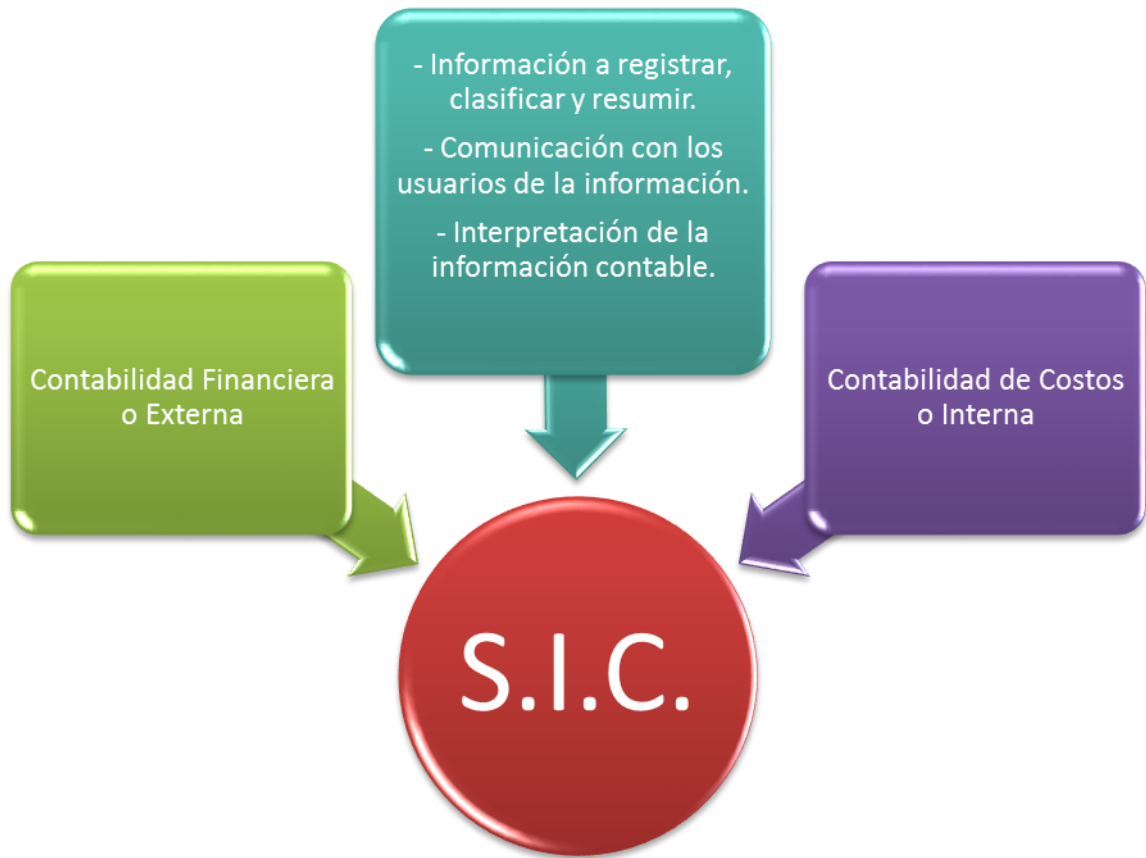 - Información a registrar,
clasificar y resumir.
- Comunicación con los
usuarios de la información.
- Interpretación de la
información contable.
Contabilidad Financiera
o Externa
Contabilidad de Costos
o Interna
S.I.C.